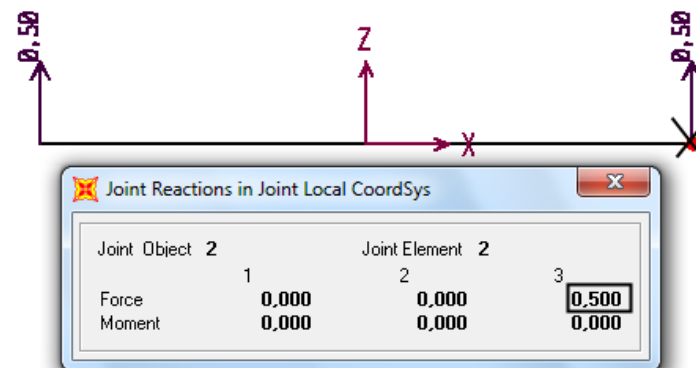 0,50
0,50
Z
X
Joint Reactions in Joint Local CoordSys
X
Joint Object 2 Joint Element 2
1 2 3
Force 0,000 0,000 0,500
Moment 0,000 0,000 0,000